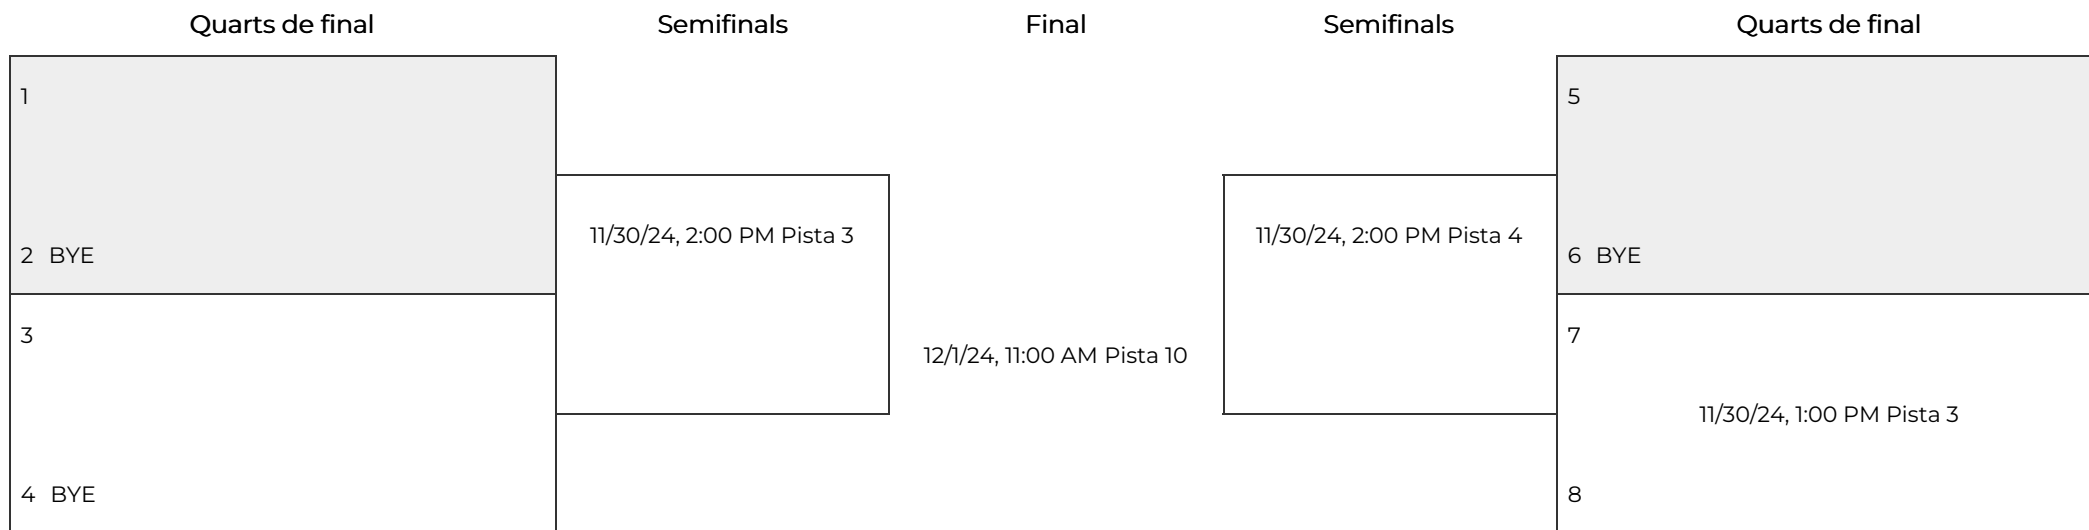 Quarts de final
Semifinals
Final
Semifinals
Quarts de final
1
2 BYE
3
4 BYE
11/30/24, 2:00 PM Pista 3
12/1/24, 11:00 AM Pista 10
11/30/24, 2:00 PM Pista 4
5
6 BYE
7
11/30/24, 1:00 PM Pista 3
8